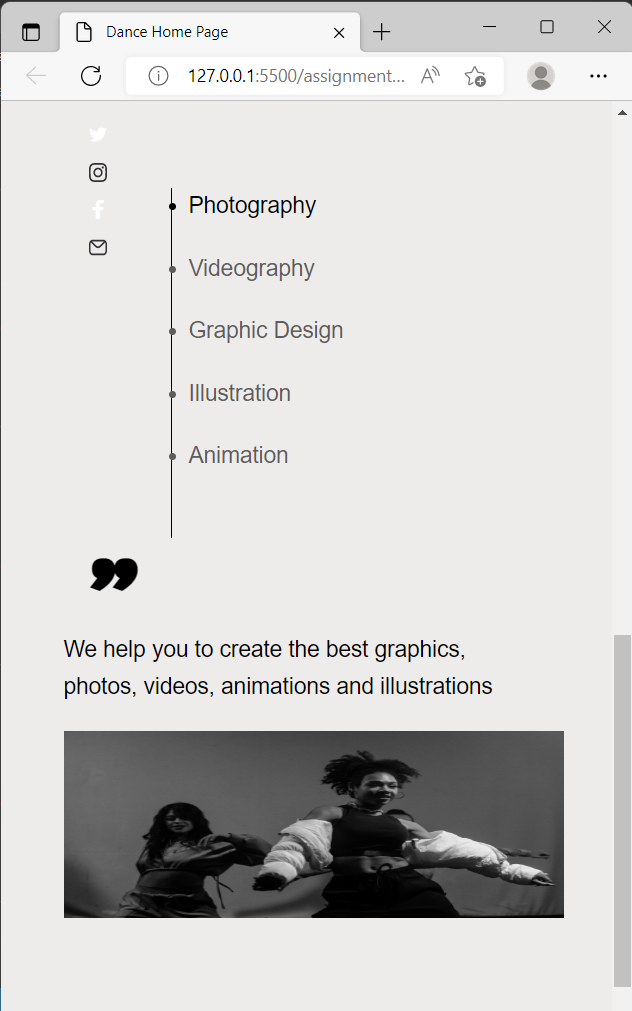 Dance Home Page
127.0.0.1:5500/assignment...
Photography
Videography
Graphic Design
Illustration
Animation
We help you to create the best graphics,
photos, videos, animations and illustrations